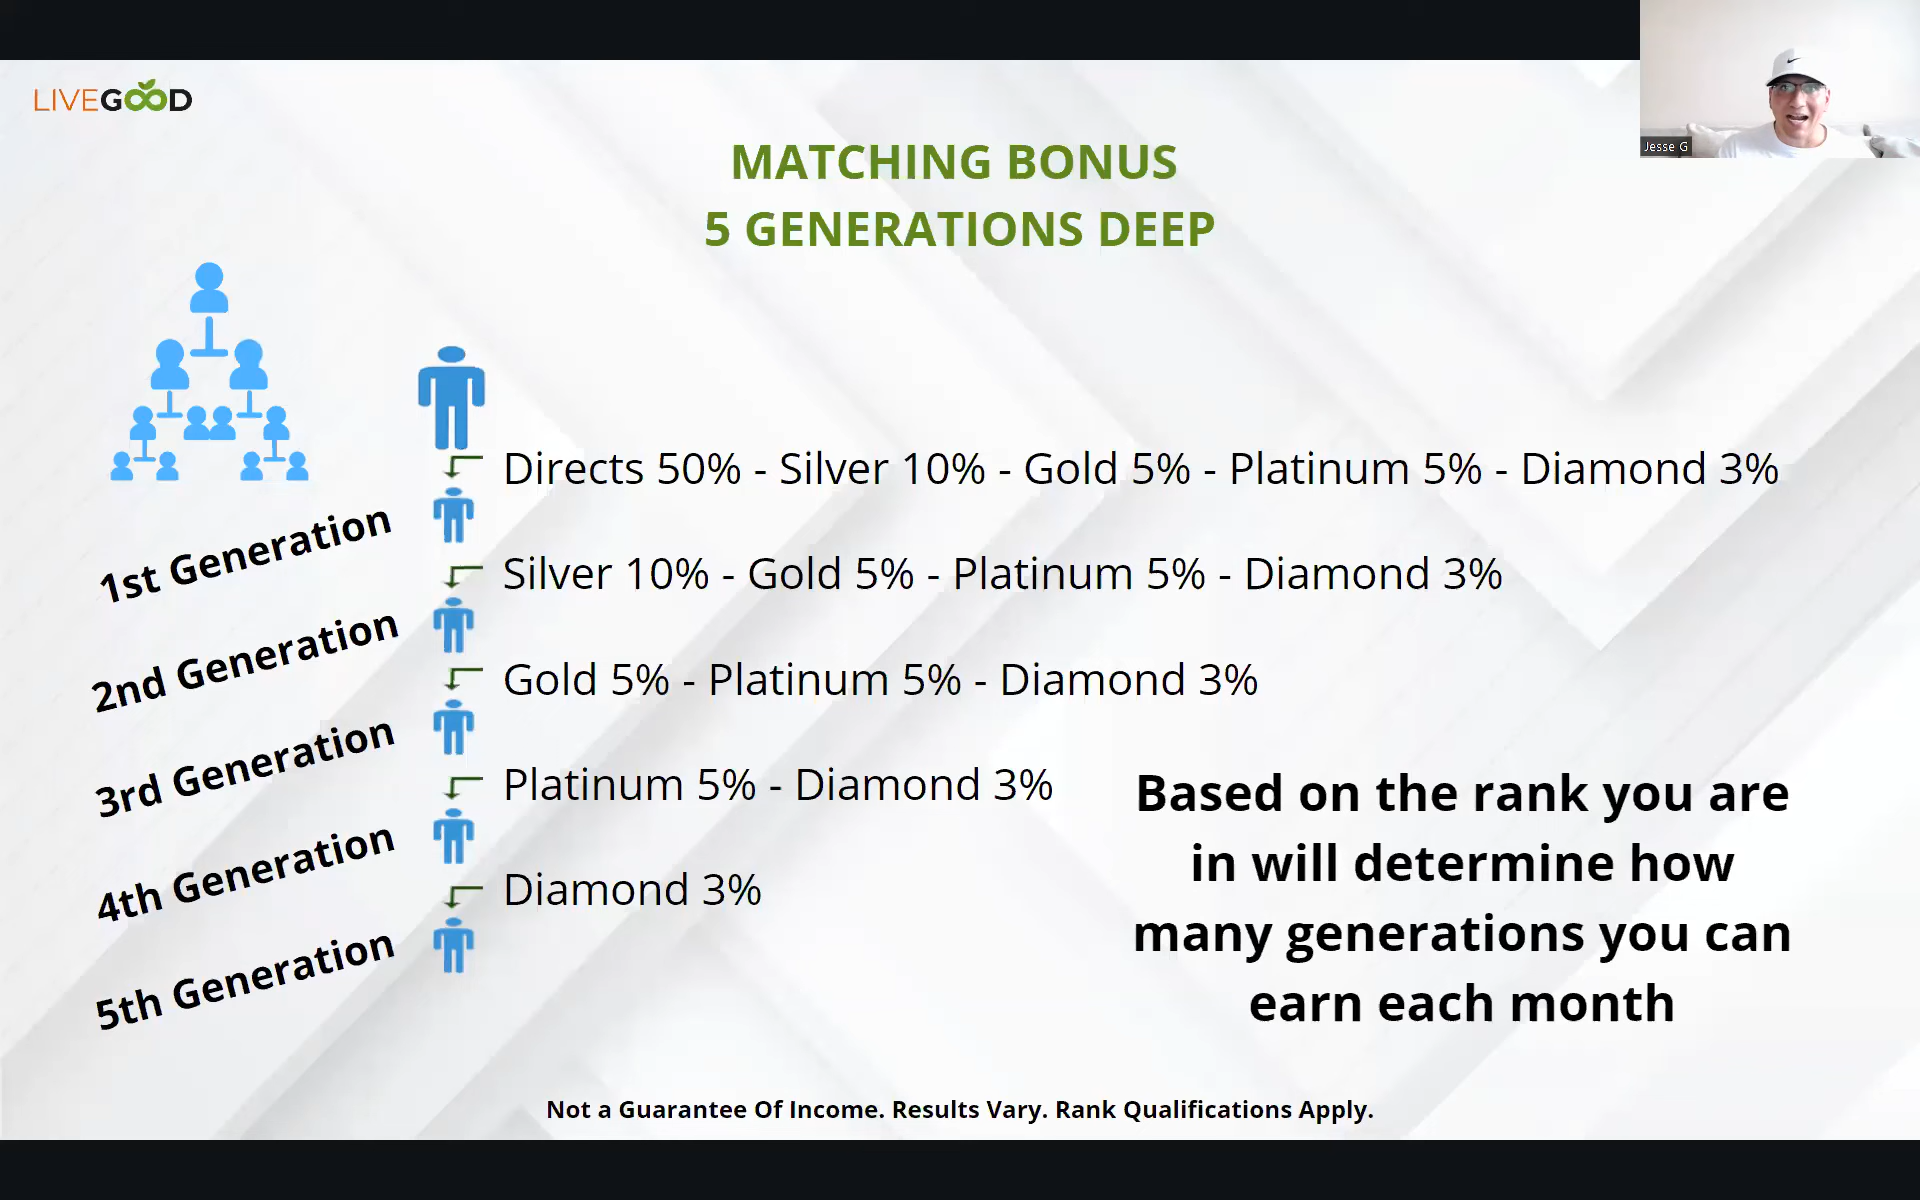 LIVEGOOD
Jesse G
MATCHING BONUS
5 GENERATIONS DEEP
Directs 50% - Silver 10% - Gold 5% - Platinum 5% - Diamond 3%
1st Generation
Silver 10% - Gold 5% - Platinum 5% - Diamond 3%
2nd Generation
Gold 5% - Platinum 5% - Diamond 3%
3rd Generation
Platinum 5% - Diamond 3%
4th Generation
Diamond 3%
5th Generation
Based on the rank you are
in will determine how
many generations you can
earn each month
Not a Guarantee Of Income. Results Vary. Rank Qualifications Apply.